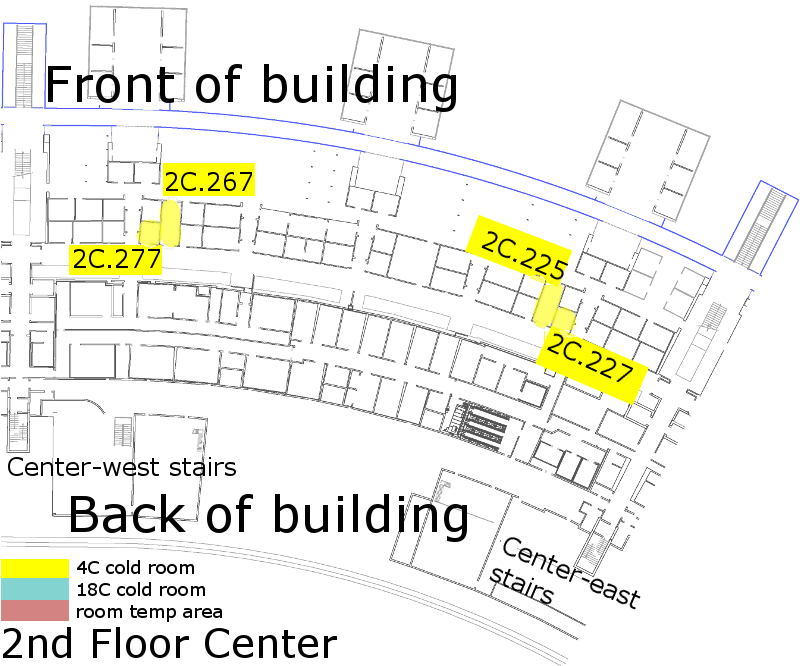 Front of building
2C.267
2C.277
2C.225
2C.227
Center-west stairs
Back of building
Center-east
stairs
4C cold room
18C cold room
room temp area
2nd Floor Center